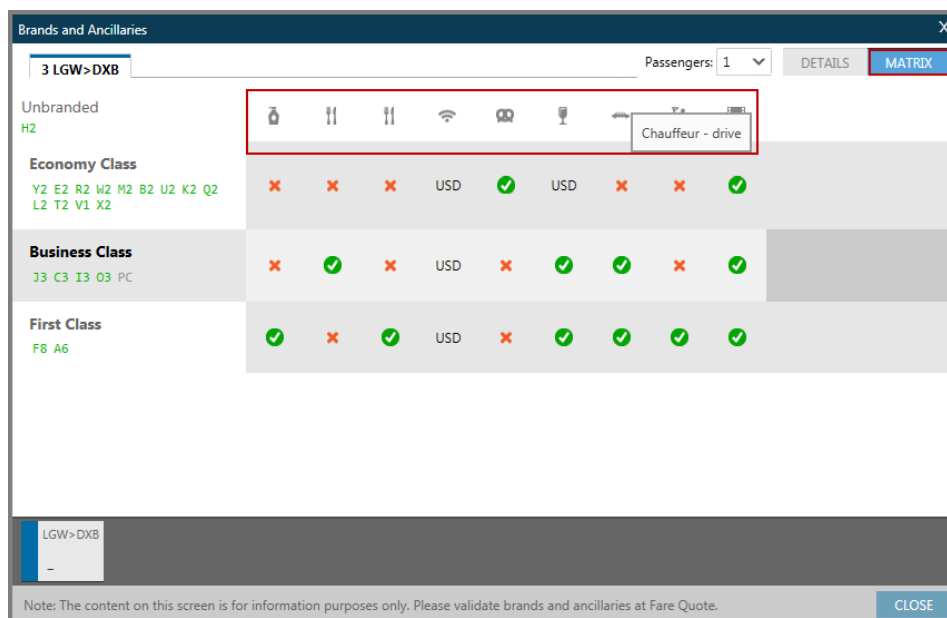 Brands and Ancillaries X
3 LGW>DXB
Passengers: 1 DETAILS MATRIX
Unbranded
H2
Chauffeur - drive
Economy Class
Y2 E2 R2 W2 M2 B2 U2 K2 Q2
L2 T2 V1 X2
USD USD
Business Class
J3 C3 I3 O3 PC
USD
First Class
F8 A6
USD
LGW>DXB
–
Note: The content on this screen is for information purposes only. Please validate brands and ancillaries at Fare Quote.
CLOSE